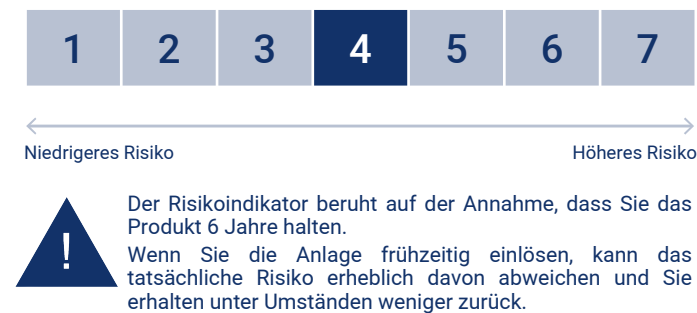 1 2 3 4 5 6 7
Niedrigeres Risiko Höheres Risiko
Der Risikoindikator beruht auf der Annahme, dass Sie das
Produkt 6 Jahre halten.
Wenn Sie die Anlage frühzeitig einlösen, kann das
tatsächliche Risiko erheblich davon abweichen und Sie
erhalten unter Umständen weniger zurück.
!